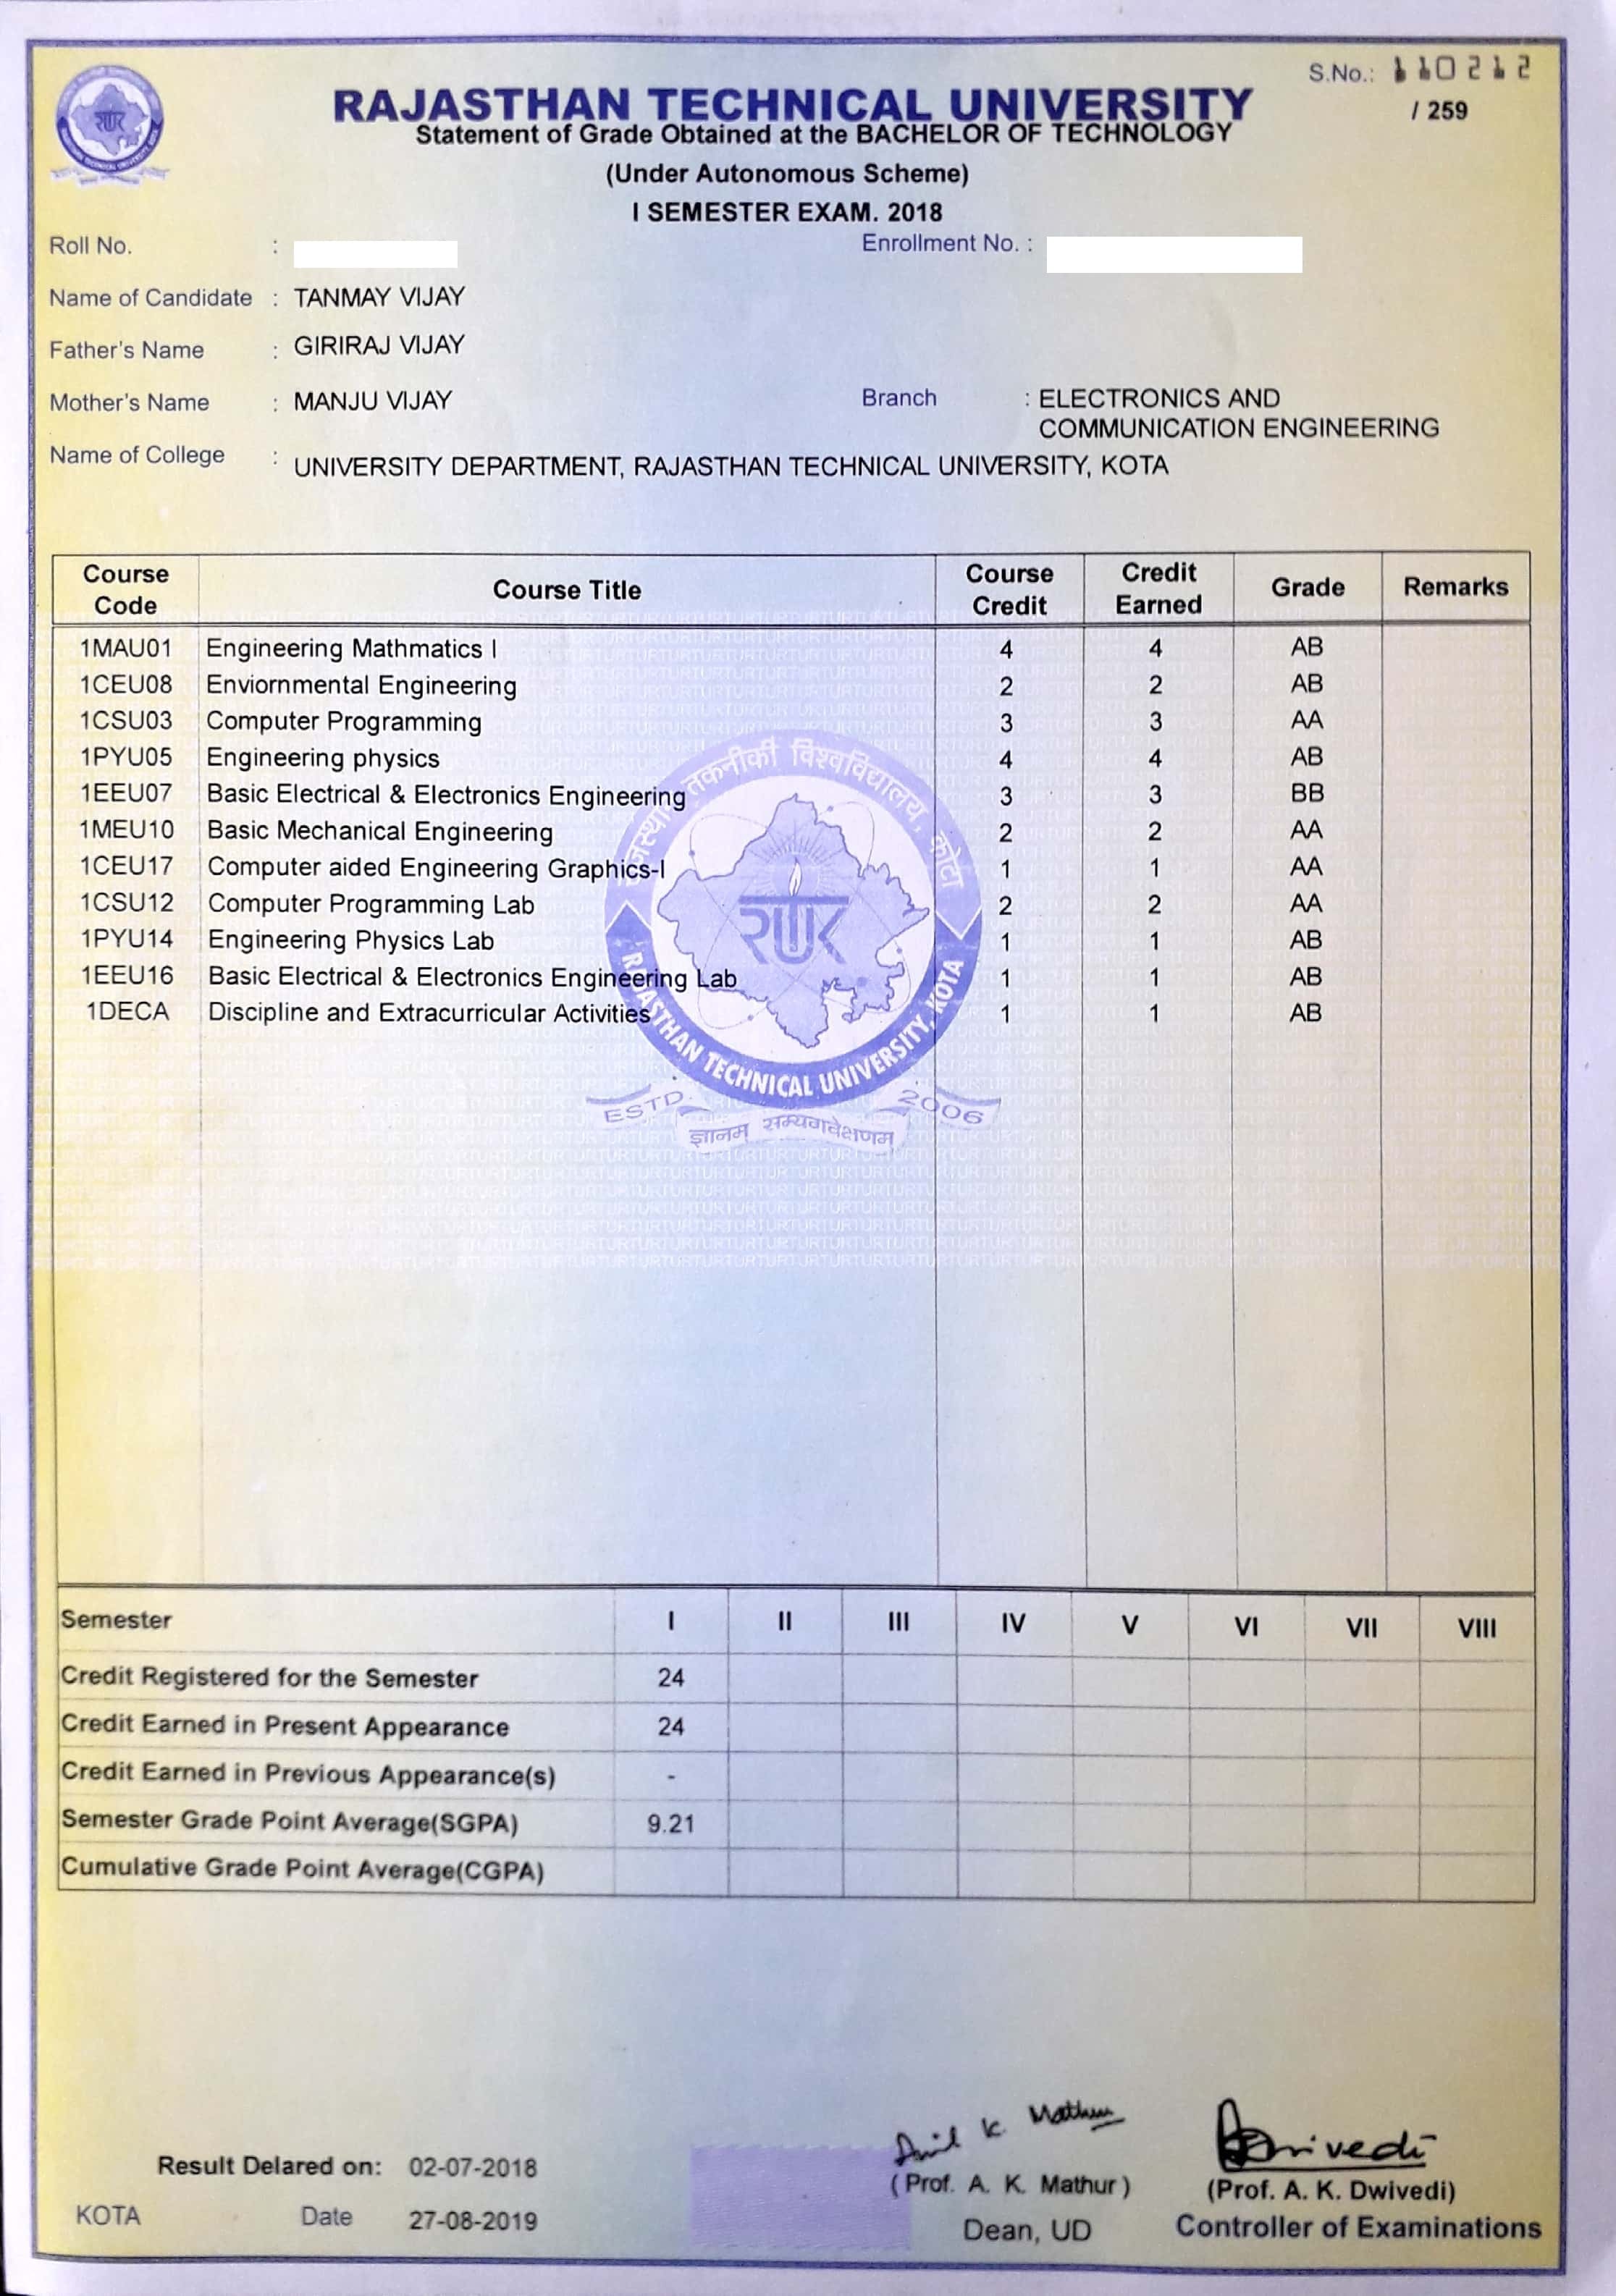 S.No.: 110212
/ 259
RAJASTHAN TECHNICAL UNIVERSITY
Statement of Grade Obtained at the BACHELOR OF TECHNOLOGY
(Under Autonomous Scheme)
I SEMESTER EXAM. 2018
Roll No. : Enrollment No. :
Name of Candidate : TANMAY VIJAY
Father's Name : GIRIRAJ VIJAY
Mother's Name : MANJU VIJAY Branch : ELECTRONICS AND
COMMUNICATION ENGINEERING
Name of College : UNIVERSITY DEPARTMENT, RAJASTHAN TECHNICAL UNIVERSITY, KOTA
Course Code Course Title Course Credit Credit Earned Grade Remarks
1MAU01 Engineering Mathmatics I 4 4 AB
1CEU08 Enviornmental Engineering 2 2 AB
1CSU03 Computer Programming 3 3 AA
1PYU05 Engineering physics 4 4 AB
1EEU07 Basic Electrical & Electronics Engineering 3 3 BB
1MEU10 Basic Mechanical Engineering 2 2 AA
1CEU17 Computer aided Engineering Graphics-I 1 1 AA
1CSU12 Computer Programming Lab 2 2 AA
1PYU14 Engineering Physics Lab 1 1 AB
1EEU16 Basic Electrical & Electronics Engineering Lab 1 1 AB
1DECA Discipline and Extracurricular Activities 1 1 AB
राजस्थान तकनीकी विश्वविद्यालय, कोटा
RAJASTHAN TECHNICAL UNIVERSITY, KOTA
ESTD. 2006
ज्ञानम सम्यगवेक्षणम
Semester I II III IV V VI VII VIII
Credit Registered for the Semester 24
Credit Earned in Present Appearance 24
Credit Earned in Previous Appearance(s) -
Semester Grade Point Average(SGPA) 9.21
Cumulative Grade Point Average(CGPA)
Result Delared on: 02-07-2018
KOTA Date 27-08-2019
Anil K. Mathur
(Prof. A. K. Mathur)
Dean, UD
Dwivedi
(Prof. A. K. Dwivedi)
Controller of Examinations